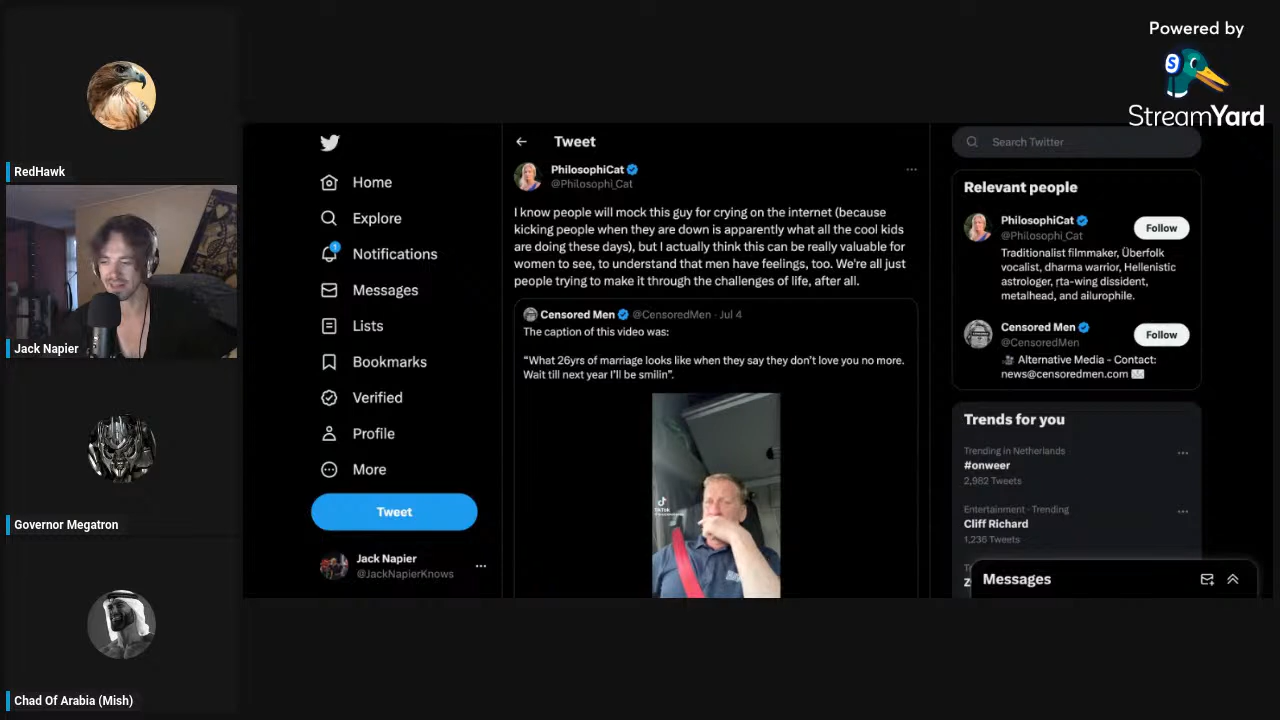 Powered by
StreamYard
RedHawk
Jack Napier
Governor Megatron
Chad Of Arabia (Mish)
Home
Explore
1
Notifications
Messages
Lists
Bookmarks
Verified
Profile
More
Tweet
Jack Napier
@JackNapierKnows
Tweet
PhilosophiCat
@Philosophi_Cat
I know people will mock this guy for crying on the internet (because
kicking people when they are down is apparently what all the cool kids
are doing these days), but I actually think this can be really valuable for
women to see, to understand that men have feelings, too. We're all just
people trying to make it through the challenges of life, after all.
Censored Men @CensoredMen · Jul 4
The caption of this video was:
“What 26yrs of marriage looks like when they say they don’t love you no more.
Wait till next year I’ll be smilin”.
TikTok
Search Twitter
Relevant people
PhilosophiCat
@Philosophi_Cat
Follow
Traditionalist filmmaker, Überfolk
vocalist, dharma warrior, Hellenistic
astrologer, rta-wing dissident,
metalhead, and ailurophile.
Censored Men
@CensoredMen
Follow
Alternative Media - Contact:
news@censoredmen.com
Trends for you
Trending in Netherlands
#onweer
2,982 Tweets
Entertainment · Trending
Cliff Richard
1,236 Tweets
Messages